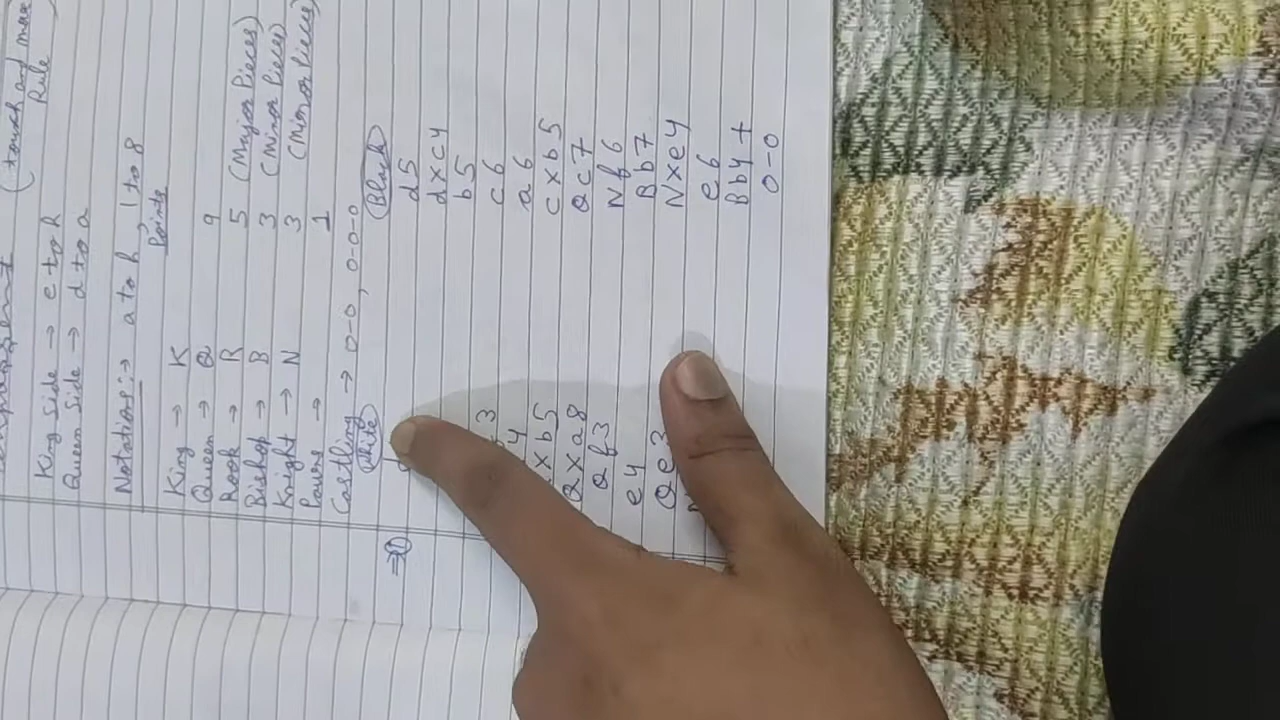 (touch and move
Rule
King side → e to h
Queen side → d to a
Notations:→ a to h, 1 to 8
Points
King → K
Queen → Q 9
Rook → R 5 (Major Pieces)
Bishop → B 3 (Minor Pieces)
Knight → N 3 (Minor Pieces)
Pawns → 1
Castling → 0-0, 0-0-0
White Black
d5
dxc4
b5
3 c6
4 a6
xb5 cxb5
Qxa8 Qc7
Qf3 Nf6
e4 Bb7
Qe3 Nxe4
e6
Bb4+
0-0